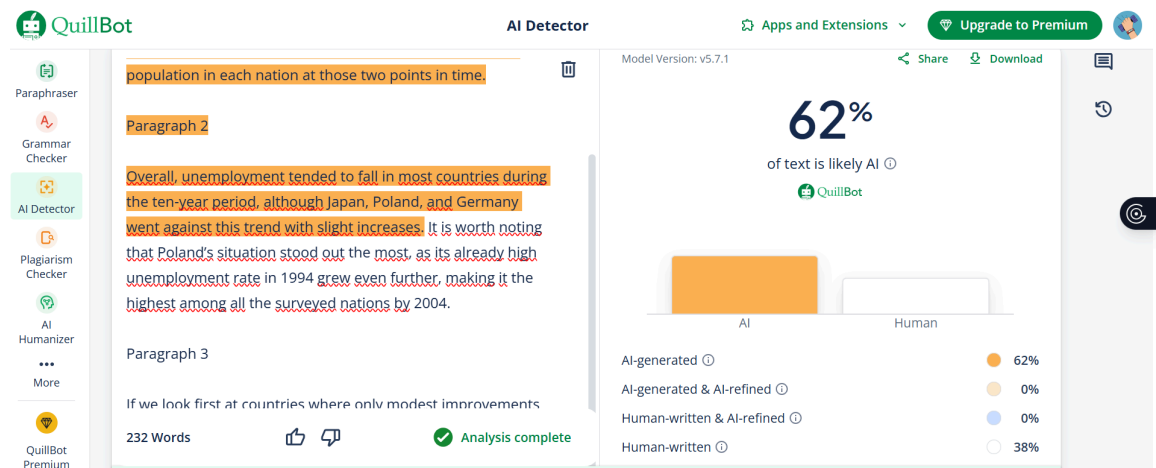 QuillBot
AI Detector
Apps and Extensions
Upgrade to Premium
Paraphraser
Grammar
Checker
AI Detector
Plagiarism
Checker
AI
Humanizer
More
QuillBot
Premium
population in each nation at those two points in time.
Paragraph 2
Overall, unemployment tended to fall in most countries during
the ten-year period, although Japan, Poland, and Germany
went against this trend with slight increases. It is worth noting
that Poland's situation stood out the most, as its already high
unemployment rate in 1994 grew even further, making it the
highest among all the surveyed nations by 2004.
Paragraph 3
If we look first at countries where only modest improvements
232 Words
Analysis complete
Model Version: v5.7.1
Share
Download
62%
of text is likely AI
QuillBot
AI
Human
AI-generated 62%
AI-generated & AI-refined 0%
Human-written & AI-refined 0%
Human-written 38%